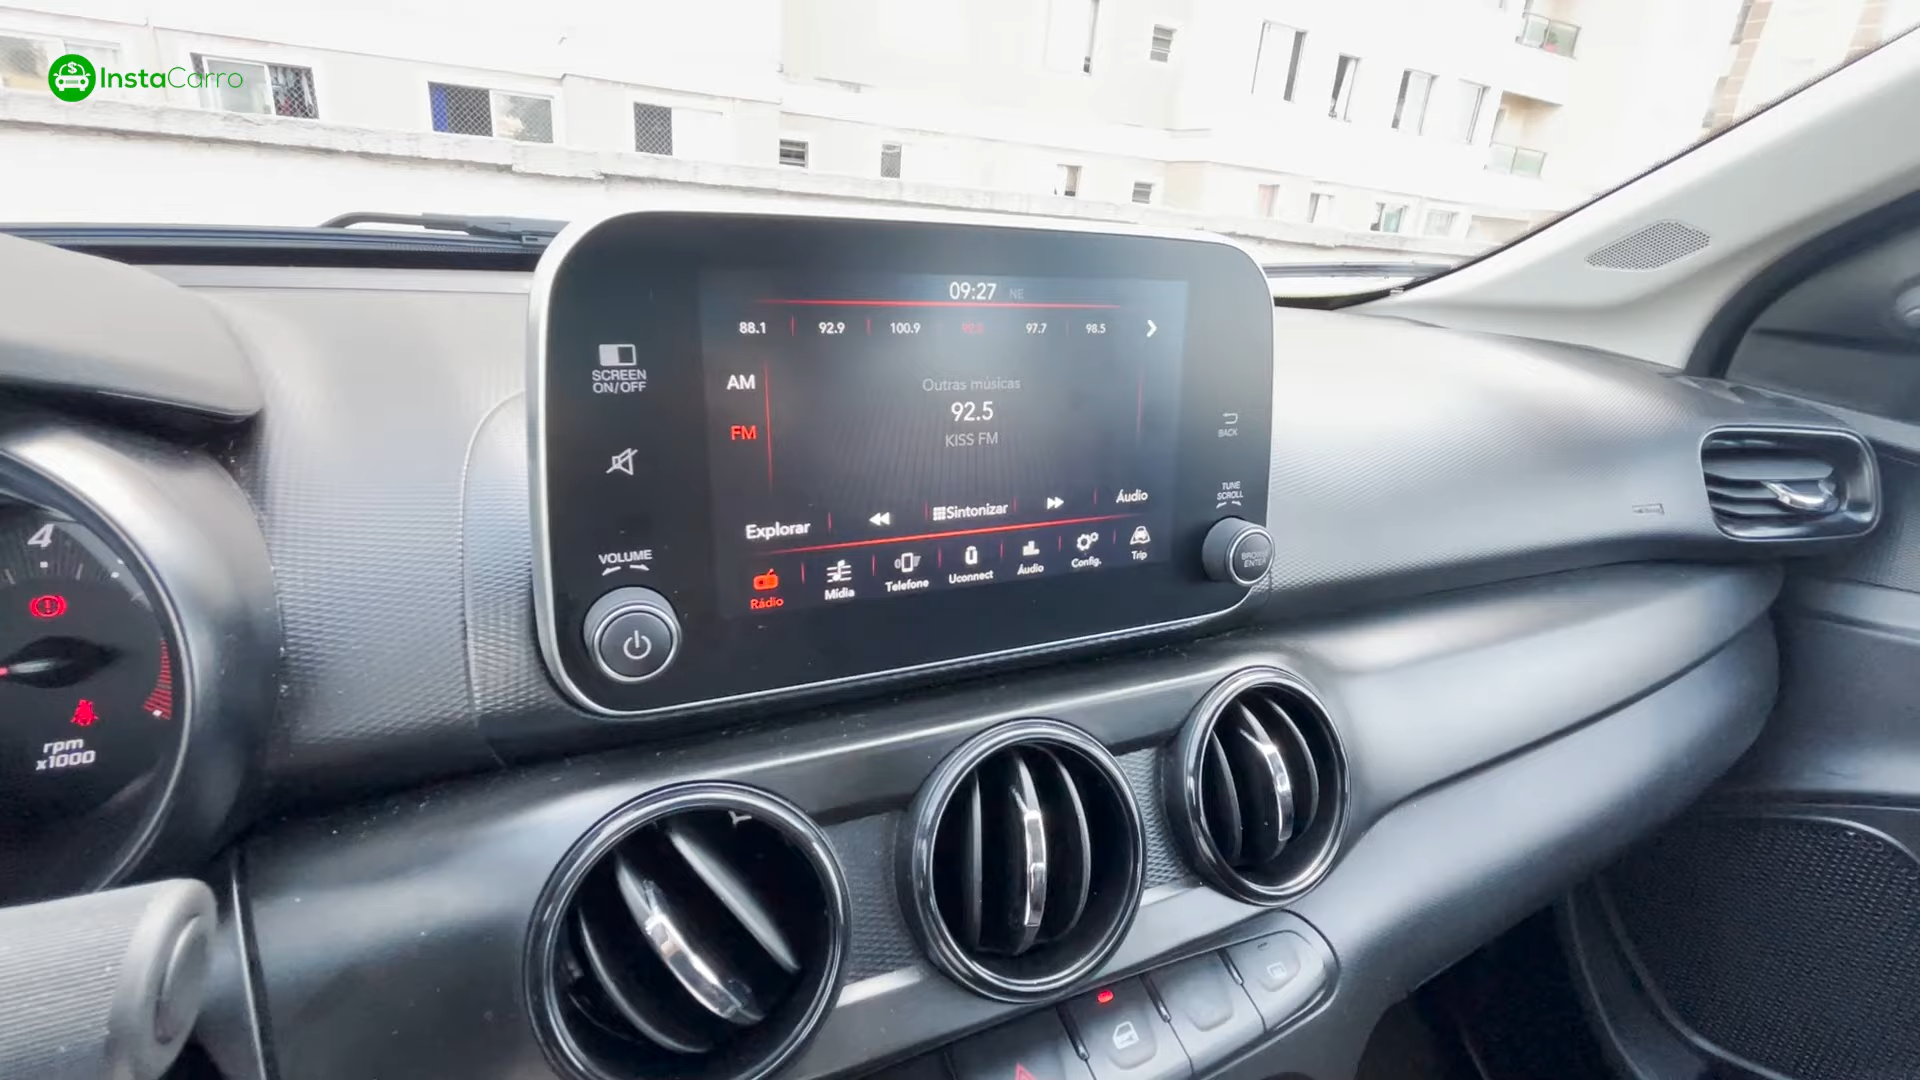 InstaCarro
09:27 NE
88.1 92.9 100.9 97.7 98.5
SCREEN
ON/OFF
AM
FM
Outras músicas
92.5
KISS FM
BACK
TUNE
SCROLL
Explorar
Sintonizar
Áudio
VOLUME
Rádio
Mídia
Telefone
Uconnect
Áudio
Config.
Trip
BROWSE
ENTER
4
rpm
x1000